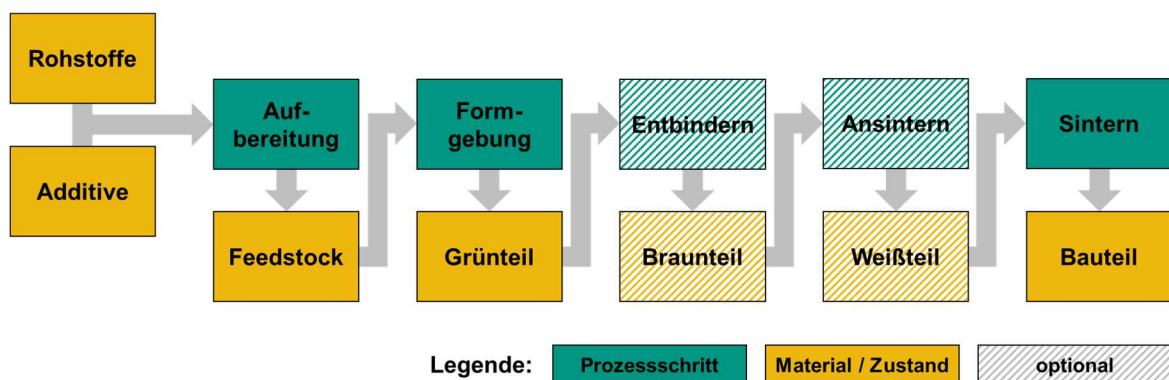 Rohstoffe
Additive
Auf-
bereitung
Form-
gebung
Entbindern
Ansintern
Sintern
Feedstock
Grünteil
Braunteil
Weißteil
Bauteil
Legende:
Prozessschritt
Material / Zustand
optional